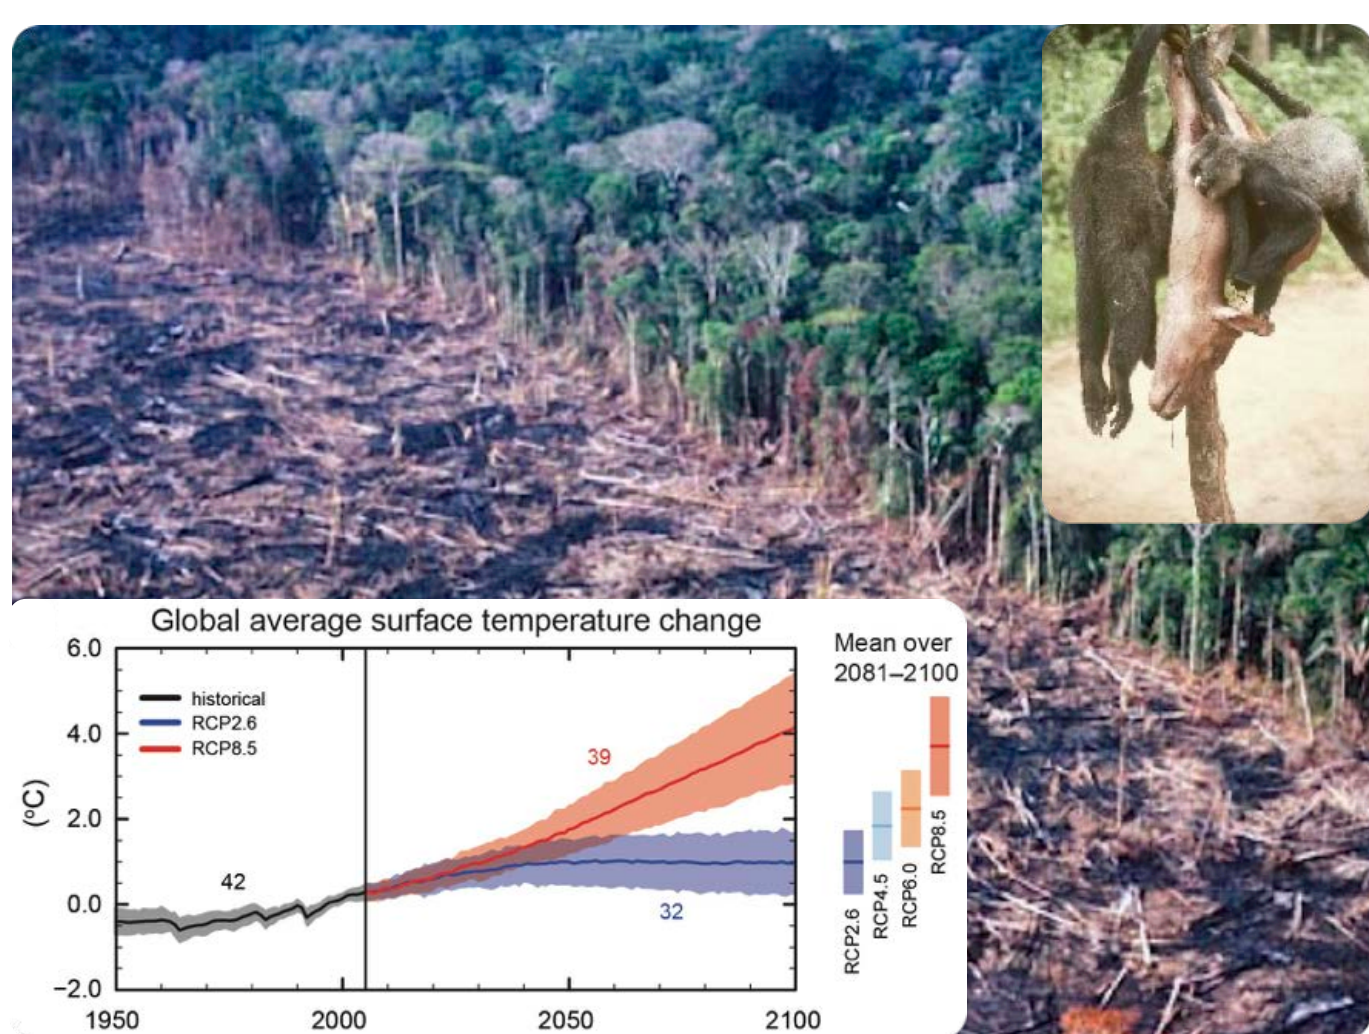 Global average surface temperature change
6.0
4.0
2.0
0.0
−2.0
(ºC)
historical
RCP2.6
RCP8.5
39
42
32
1950
2000
2050
2100
Mean over
2081–2100
RCP2.6
RCP4.5
RCP6.0
RCP8.5